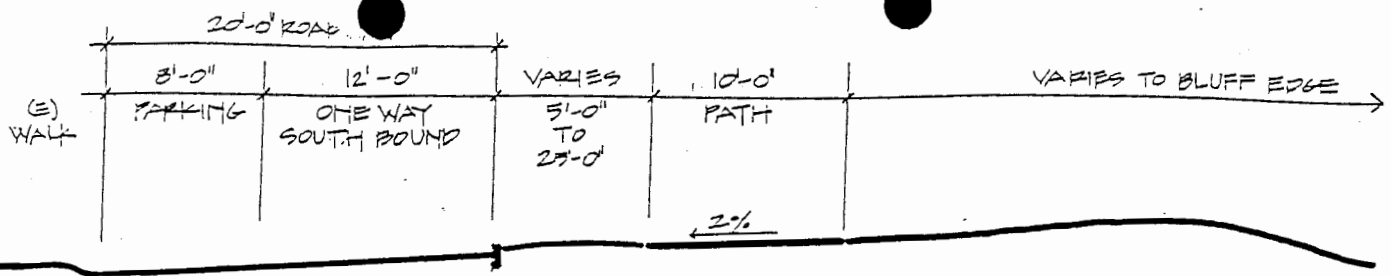 20'-0" ROAD
8'-0"
12'-0"
VARIES
10'-0"
VARIES TO BLUFF EDGE
(E)
WALK
PARKING
ONE WAY
SOUTH BOUND
5'-0"
TO
25'-0"
PATH
2%